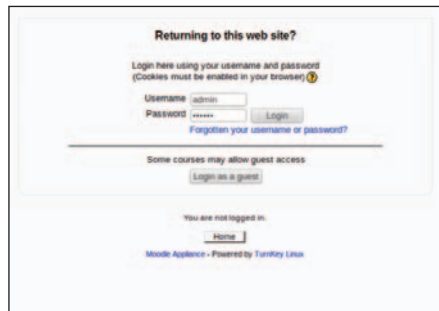 Returning to this web site?
Login here using your username and password
(Cookies must be enabled in your browser) ?
Username admin
Password ••••••
Login
Forgotten your username or password?
Some courses may allow guest access
Login as a guest
You are not logged in.
Home
Moodle Appliance - Powered by TurnKey Linux